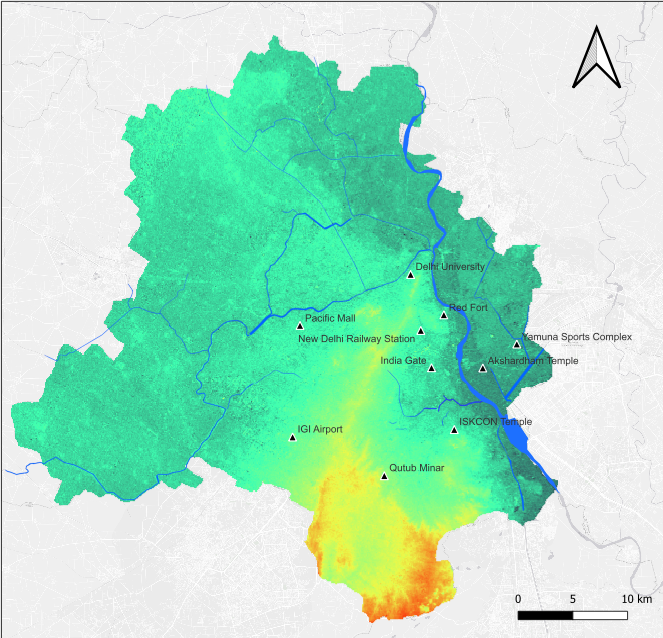 Delhi University
Red Fort
Pacific Mall
New Delhi Railway Station
Yamuna Sports Complex
India Gate
Akshardham Temple
ISKCON Temple
IGI Airport
Qutub Minar
0 5 10 km